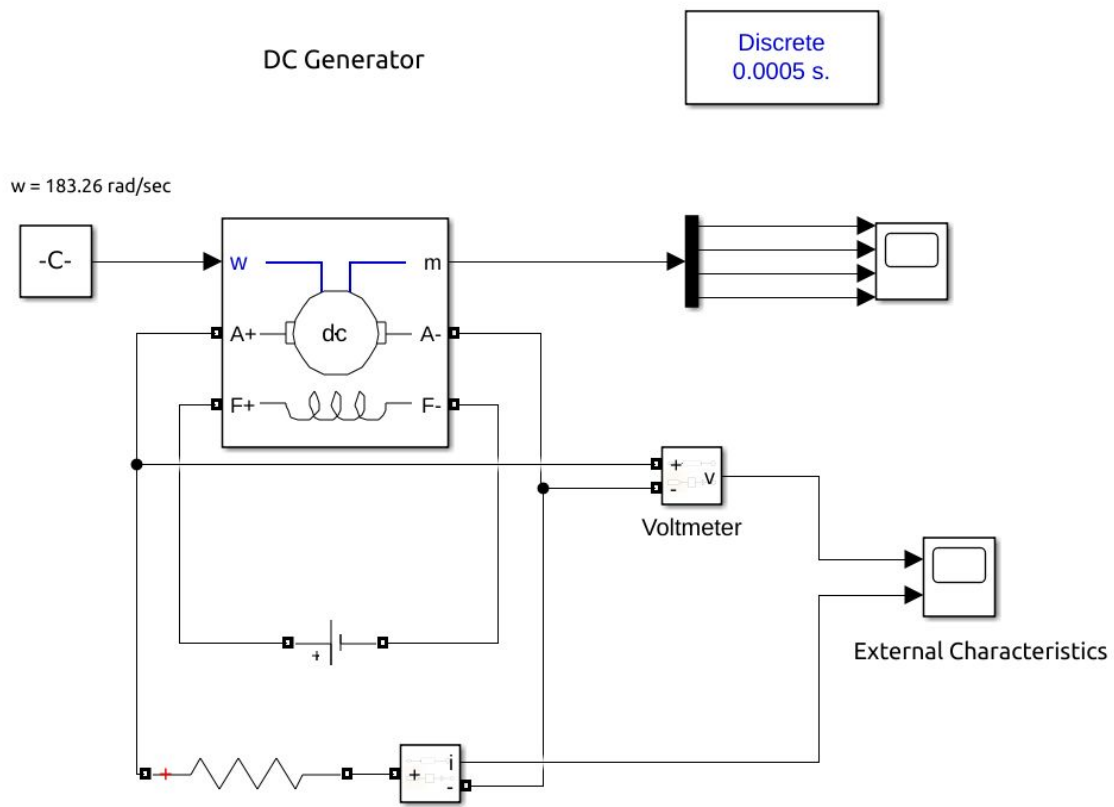 DC Generator
Discrete
0.0005 s.
w = 183.26 rad/sec
-C-
w
m
A+
dc
A-
F+
F-
+
v
-
Voltmeter
+
External Characteristics
+
i
+
-